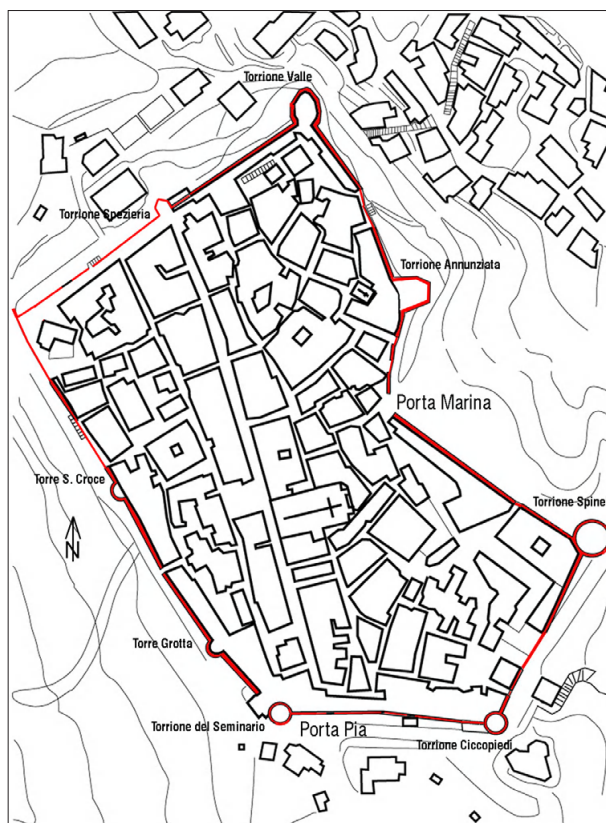 Torrione Valle
Torrione Spezieria
Torrione Annunziata
Porta Marina
Torre S. Croce
Torrione Spine
N
Torre Grotta
Torrione del Seminario
Porta Pia
Torrione Ciccopiedi